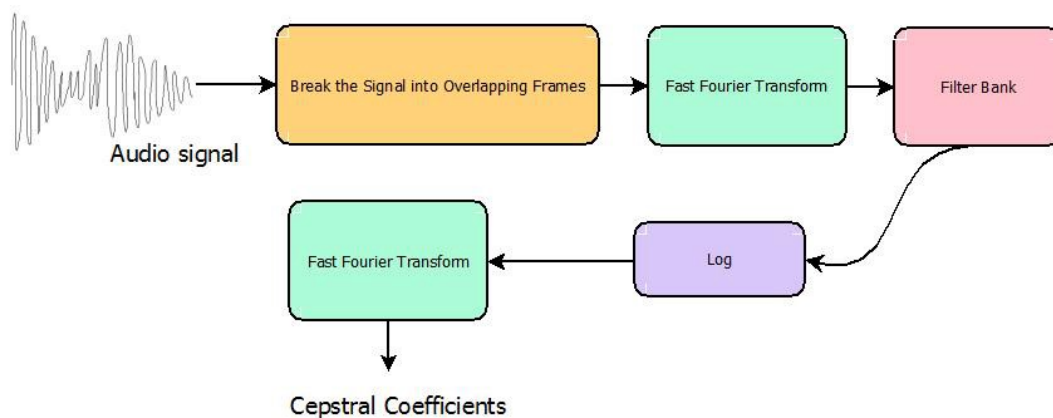 Audio signal
Break the Signal into Overlapping Frames
Fast Fourier Transform
Filter Bank
Log
Fast Fourier Transform
Cepstral Coefficients